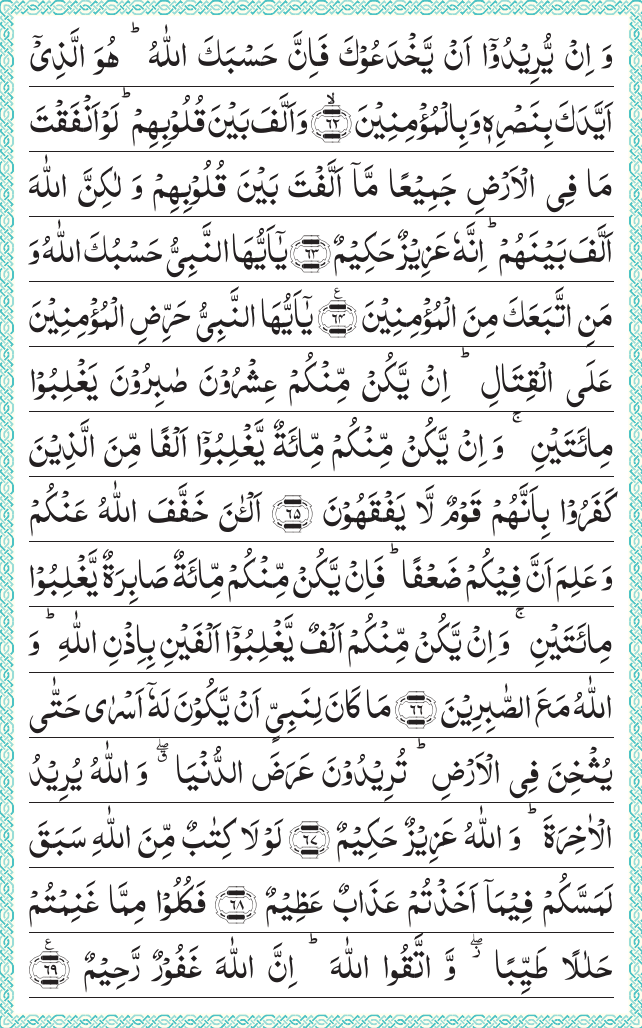 وَ اِنۡ یُّرِیۡدُوۡۤا اَنۡ یَّخۡدَعُوۡکَ فَاِنَّ حَسۡبَکَ اللّٰہُ ؕ ہُوَ الَّذِیۡۤ
اَیَّدَکَ بِنَصۡرِہٖ وَ بِالۡمُؤۡمِنِیۡنَ ﴿ۙ۶۲﴾ وَ اَلَّفَ بَیۡنَ قُلُوۡبِہِمۡ ؕ لَوۡ اَنۡفَقۡتَ
مَا فِی الۡاَرۡضِ جَمِیۡعًا مَّاۤ اَلَّفۡتَ بَیۡنَ قُلُوۡبِہِمۡ وَ لٰکِنَّ اللّٰہَ
اَلَّفَ بَیۡنَہُمۡ ؕ اِنَّہٗ عَزِیۡزٌ حَکِیۡمٌ ﴿۶۳﴾ یٰۤاَیُّہَا النَّبِیُّ حَسۡبُکَ اللّٰہُ وَ
مَنِ اتَّبَعَکَ مِنَ الۡمُؤۡمِنِیۡنَ ﴿٪۶۴﴾ یٰۤاَیُّہَا النَّبِیُّ حَرِّضِ الۡمُؤۡمِنِیۡنَ
عَلَی الۡقِتَالِ ؕ اِنۡ یَّکُنۡ مِّنۡکُمۡ عِشۡرُوۡنَ صٰبِرُوۡنَ یَغۡلِبُوۡا
مِائَتَیۡنِ ۚ وَ اِنۡ یَّکُنۡ مِّنۡکُمۡ مِّائَۃٌ یَّغۡلِبُوۡۤا اَلۡفًا مِّنَ الَّذِیۡنَ
کَفَرُوۡا بِاَنَّہُمۡ قَوۡمٌ لَّا یَفۡقَہُوۡنَ ﴿۶۵﴾ اَلۡـٰٔنَ خَفَّفَ اللّٰہُ عَنۡکُمۡ
وَ عَلِمَ اَنَّ فِیۡکُمۡ ضَعۡفًا ؕ فَاِنۡ یَّکُنۡ مِّنۡکُمۡ مِّائَۃٌ صَابِرَۃٌ یَّغۡلِبُوۡا
مِائَتَیۡنِ ۚ وَ اِنۡ یَّکُنۡ مِّنۡکُمۡ اَلۡفٌ یَّغۡلِبُوۡۤا اَلۡفَیۡنِ بِاِذۡنِ اللّٰہِ ؕ وَ
اللّٰہُ مَعَ الصّٰبِرِیۡنَ ﴿۶۶﴾ مَا کَانَ لِنَبِیٍّ اَنۡ یَّکُوۡنَ لَہٗۤ اَسۡرٰی حَتّٰی
یُثۡخِنَ فِی الۡاَرۡضِ ؕ تُرِیۡدُوۡنَ عَرَضَ الدُّنۡیَا ٭ۖ وَ اللّٰہُ یُرِیۡدُ
الۡاٰخِرَۃَ ؕ وَ اللّٰہُ عَزِیۡزٌ حَکِیۡمٌ ﴿۶۷﴾ لَوۡ لَا کِتٰبٌ مِّنَ اللّٰہِ سَبَقَ
لَمَسَّکُمۡ فِیۡمَاۤ اَخَذۡتُمۡ عَذَابٌ عَظِیۡمٌ ﴿۶۸﴾ فَکُلُوۡا مِمَّا غَنِمۡتُمۡ
حَلٰلًا طَیِّبًا ۫ۖ وَّ اتَّقُوا اللّٰہَ ؕ اِنَّ اللّٰہَ غَفُوۡرٌ رَّحِیۡمٌ ﴿٪۶۹﴾